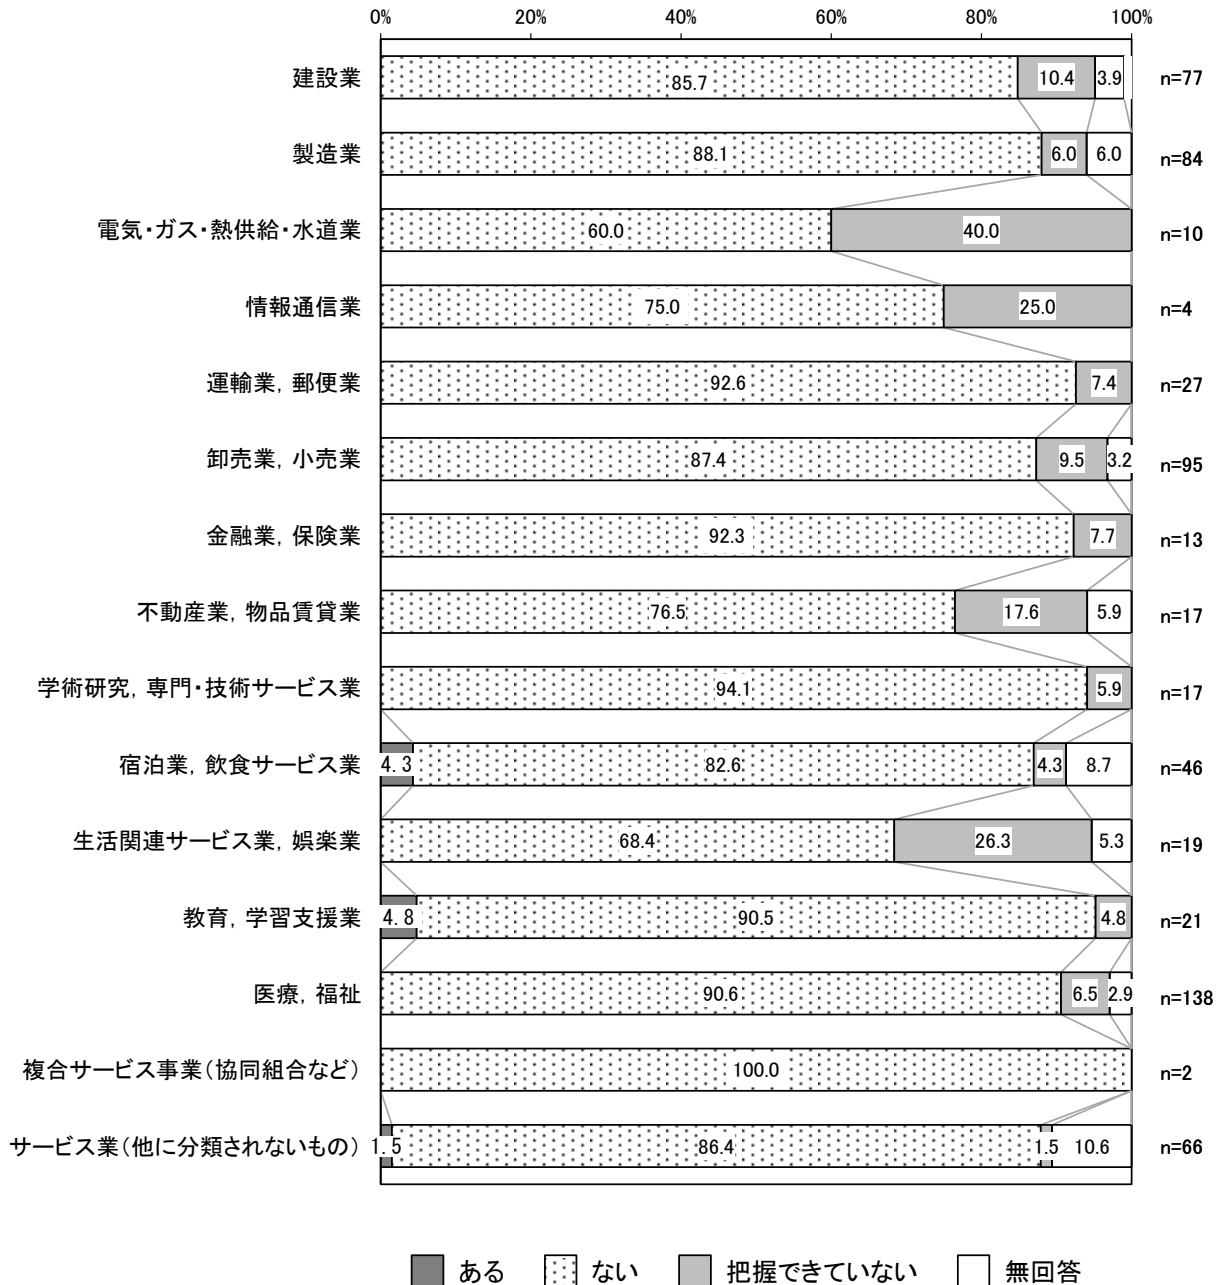 0% 20% 40% 60% 80% 100%
建設業 85.7 10.4 3.9 n=77
製造業 88.1 6.0 6.0 n=84
電気・ガス・熱供給・水道業 60.0 40.0 n=10
情報通信業 75.0 25.0 n=4
運輸業，郵便業 92.6 7.4 n=27
卸売業，小売業 87.4 9.5 3.2 n=95
金融業，保険業 92.3 7.7 n=13
不動産業，物品賃貸業 76.5 17.6 5.9 n=17
学術研究，専門・技術サービス業 94.1 5.9 n=17
宿泊業，飲食サービス業 4.3 82.6 4.3 8.7 n=46
生活関連サービス業，娯楽業 68.4 26.3 5.3 n=19
教育，学習支援業 4.8 90.5 4.8 n=21
医療，福祉 90.6 6.5 2.9 n=138
複合サービス事業（協同組合など） 100.0 n=2
サービス業（他に分類されないもの） 1.5 86.4 1.5 10.6 n=66
ある ない 把握できていない 無回答